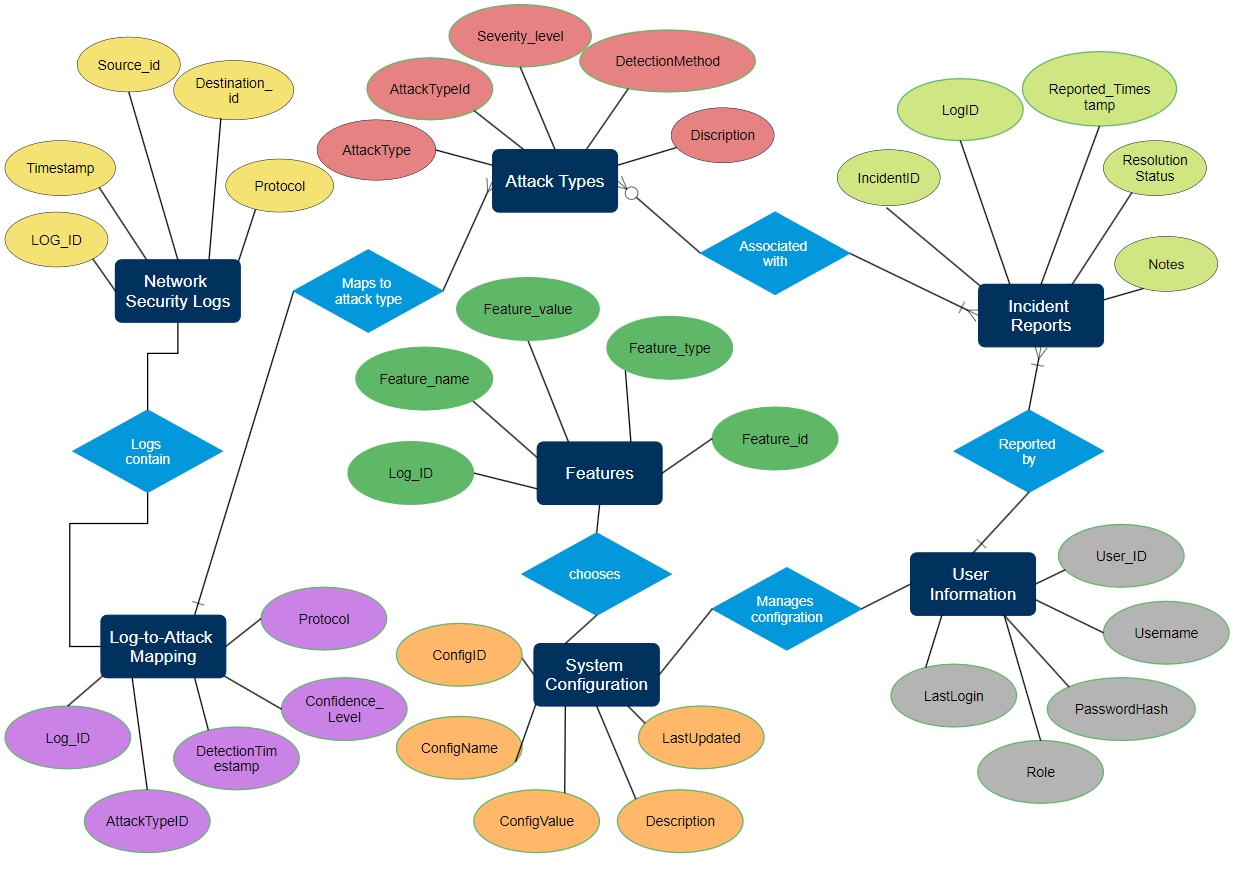 Source_id
Destination_
id
Timestamp
Protocol
LOG_ID
Network
Security Logs
Severity_level
DetectionMethod
AttackTypeId
AttackType
Discription
Attack Types
LogID
Reported_Times
tamp
IncidentID
Resolution
Status
Notes
Incident
Reports
Associated
with
Maps to
attack type
Feature_value
Feature_type
Feature_name
Feature_id
Log_ID
Features
Logs
contain
Reported
by
chooses
Manages
configration
User
Information
User_ID
Username
LastLogin
PasswordHash
Role
Log-to-Attack
Mapping
Protocol
Confidence_
Level
Log_ID
DetectionTim
estamp
AttackTypeID
System
Configuration
ConfigID
ConfigName
LastUpdated
ConfigValue
Description